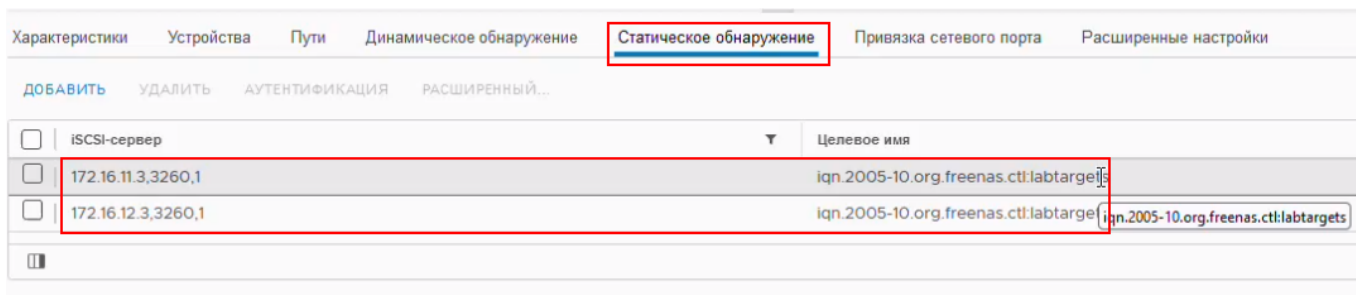 Характеристики Устройства Пути Динамическое обнаружение Статическое обнаружение Привязка сетевого порта Расширенные настройки
ДОБАВИТЬ УДАЛИТЬ АУТЕНТИФИКАЦИЯ РАСШИРЕННЫЙ...
iSCSI-сервер Целевое имя
172.16.11.3,3260,1 iqn.2005-10.org.freenas.ctl:labtargets
172.16.12.3,3260,1 iqn.2005-10.org.freenas.ctl:labtarget
iqn.2005-10.org.freenas.ctl:labtargets